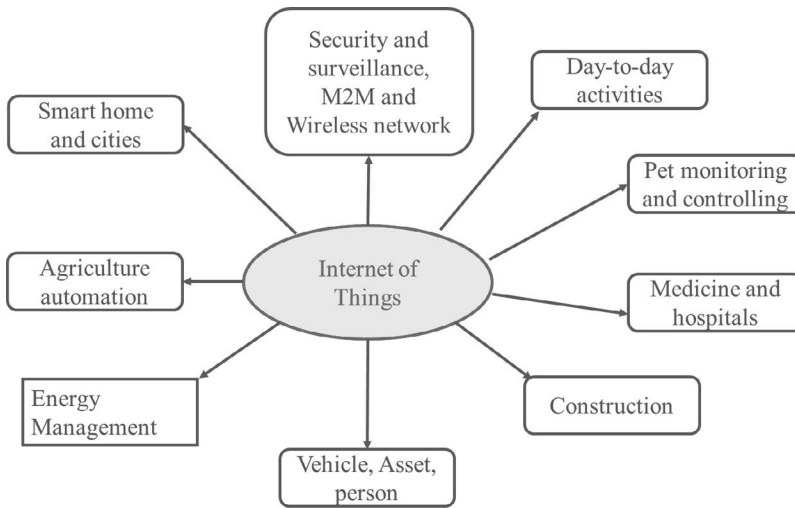 Security and
surveillance,
M2M and
Wireless network
Day-to-day
activities
Smart home
and cities
Pet monitoring
and controlling
Internet of
Things
Agriculture
automation
Medicine and
hospitals
Energy
Management
Construction
Vehicle, Asset,
person